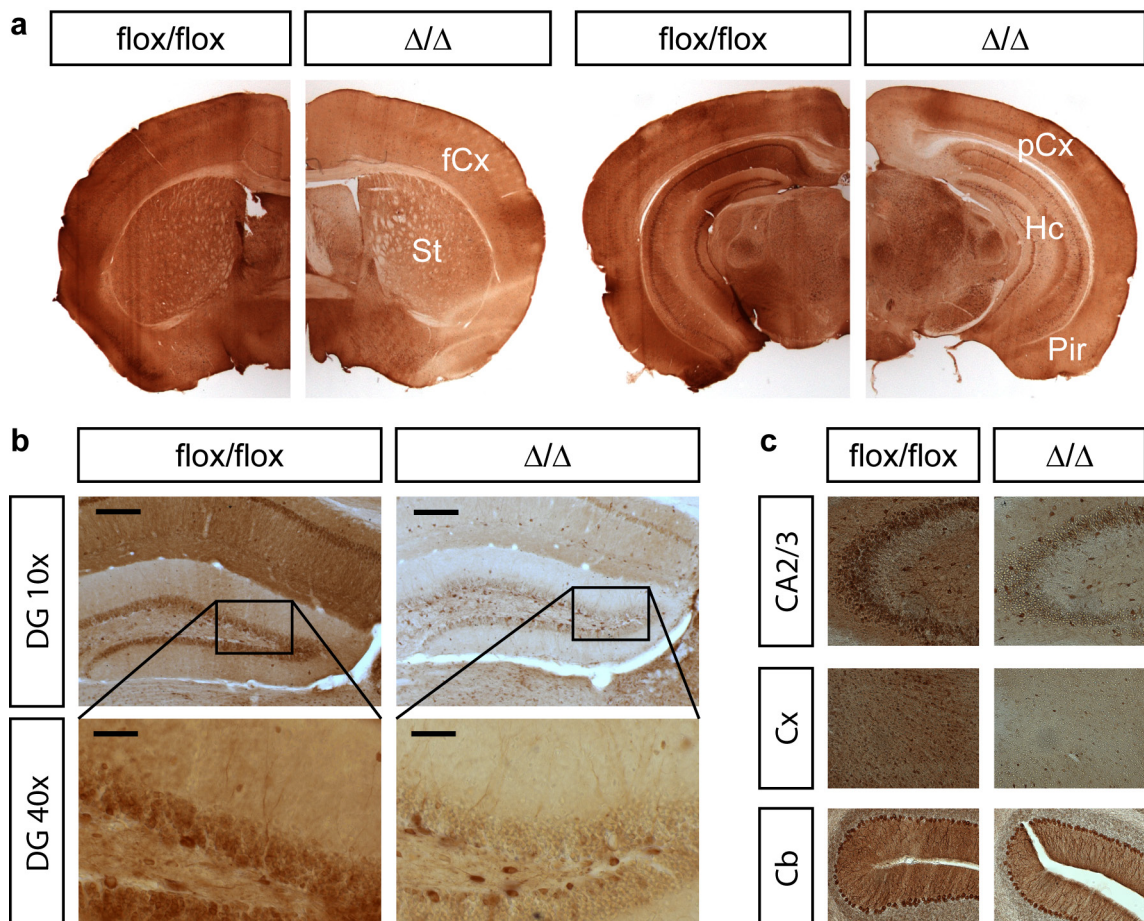 a
flox/flox Δ/Δ flox/flox Δ/Δ
fCx
St
pCx
Hc
Pir
b
flox/flox Δ/Δ
DG 10x
DG 40x
c
flox/flox Δ/Δ
CA2/3
Cx
Cb